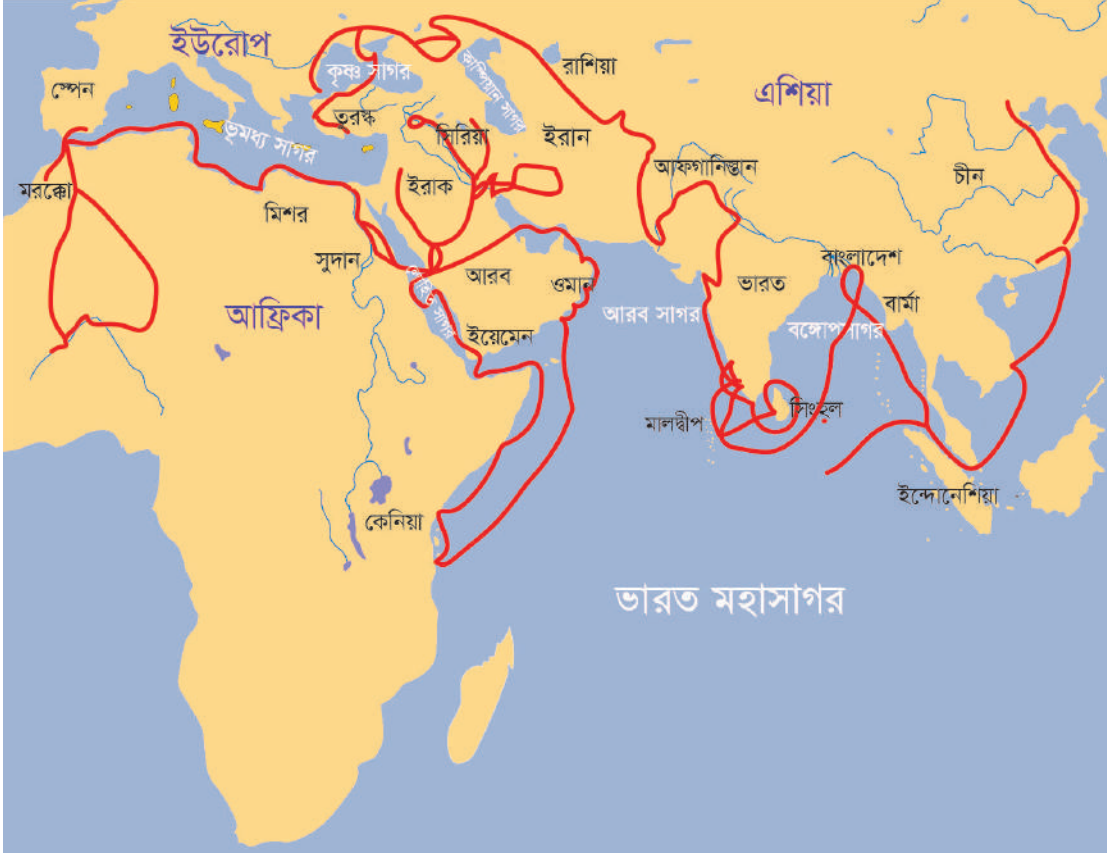 ইউরোপ
স্পেন
কৃষ্ণ সাগর
কাস্পিয়ান সাগর
রাশিয়া
এশিয়া
তুরস্ক
ভূমধ্য সাগর
সিরিয়া
ইরান
আফগানিস্তান
চীন
মরক্কো
ইরাক
মিশর
সুদান
আরব
ওমান
বাংলাদেশ
ভারত
বার্মা
আফ্রিকা
লোহিত সাগর
আরব সাগর
ইয়েমেন
বঙ্গোপসাগর
মালদ্বীপ
সিংহল
ইন্দোনেশিয়া
কেনিয়া
ভারত মহাসাগর